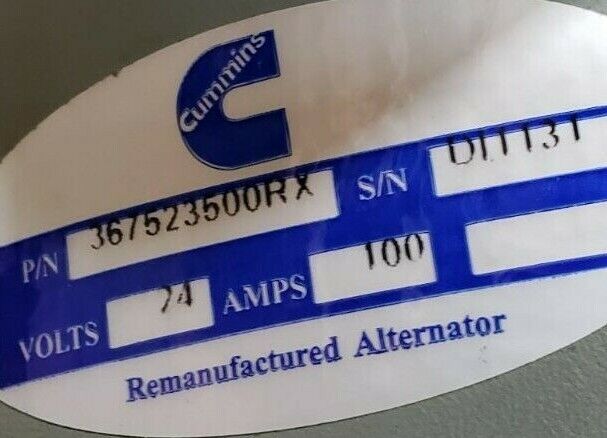 Cummins
P/N 367523500RX S/N
VOLTS 24 AMPS 100
Remanufactured Alternator